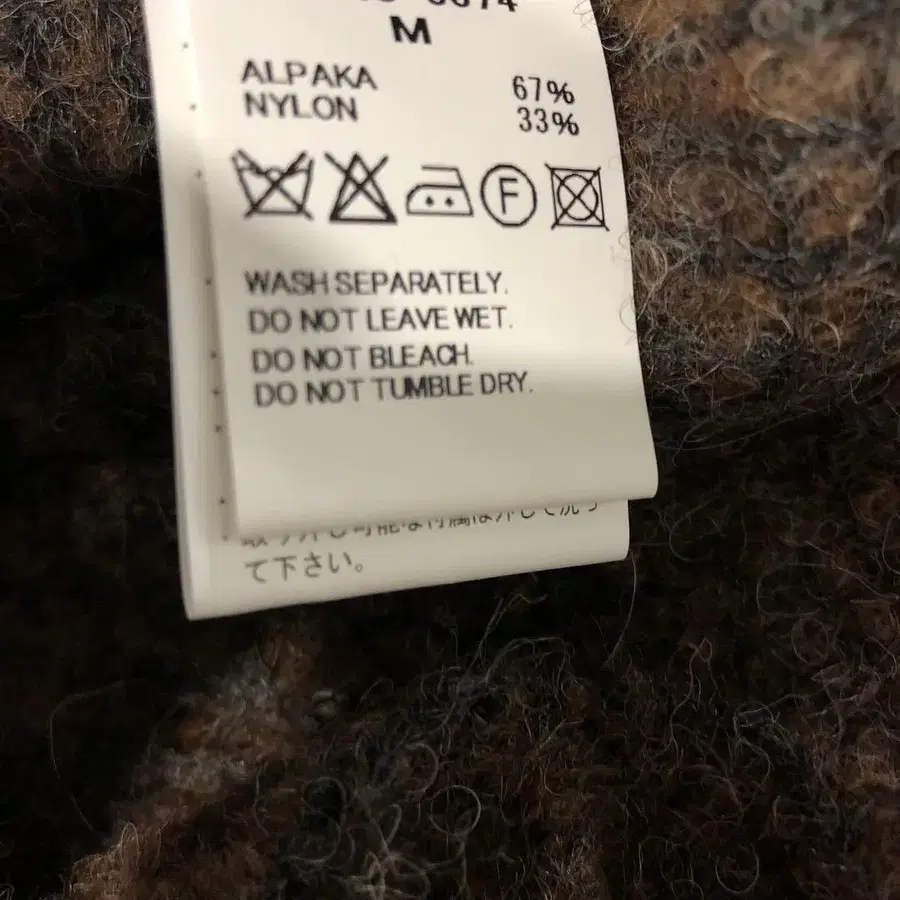 M
ALPAKA 67%
NYLON 33%
F
WASH SEPARATELY.
DO NOT LEAVE WET.
DO NOT BLEACH.
DO NOT TUMBLE DRY.
て下さい。